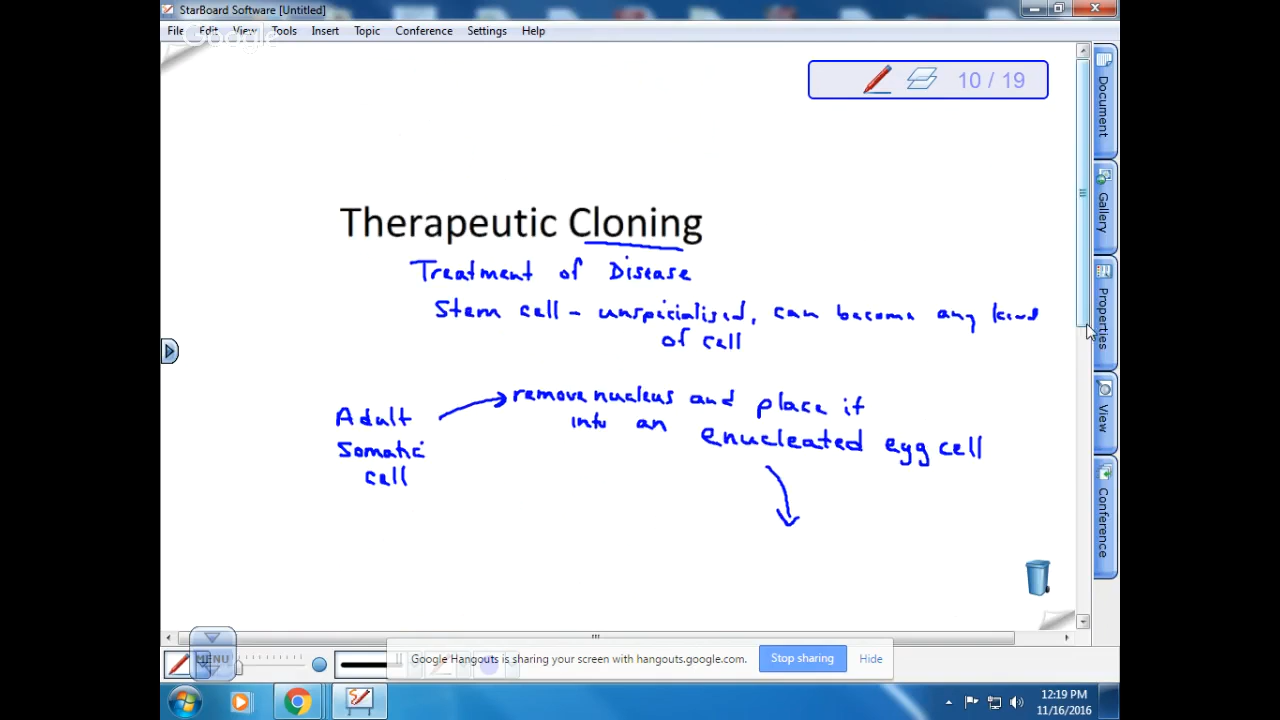 StarBoard Software [Untitled]
File Edit View Tools Insert Topic Conference Settings Help
Google
10 / 19
Document
Gallery
Properties
View
Conference
Therapeutic Cloning
Treatment of Disease
Stem cell - unspecialised, can become any kind
of cell
Adult
Somatic
cell
remove nucleus and place it
into an enucleated egg cell
MENU
Google Hangouts is sharing your screen with hangouts.google.com.
Stop sharing
Hide
12:19 PM
11/16/2016